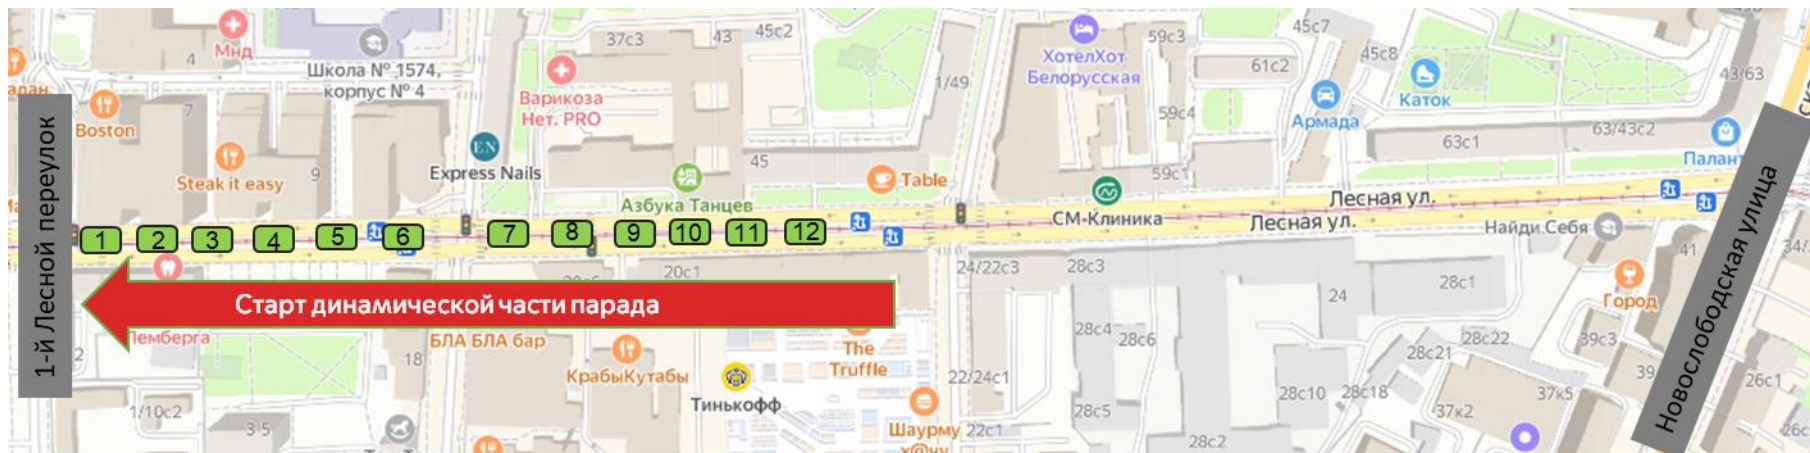 37с3
43
45с2
59с3
45с7
45с8
Мнд
4
Школа № 1574,
корпус № 4
Варикоза
Нет. PRO
1/49
ХотелХот
Белорусская
61с2
Армада
Каток
43/63
Boston
7
59с4
63с1
63/43с2
1-й Лесной переулок
Steak it easy
9
EN
Express Nails
45
Азбука Танцев
Table
59с1
СМ-Клиника
Лесная ул.
Лесная ул.
Найди Себя
Новослободская улица
41
1
2
3
4
5
6
7
8
9
10
11
12
20с1
24/22с3
28с3
24
28с1
Город
Старт динамической части парада
18
БЛА БЛА бар
КрабыКутабы
The
Truffle
28с4
28с6
28с21
28с22
39с3
39
26с1
Тинькофф
22/24с1
28с10
28с18
37к5
37к2
1/10с2
3.5
Шаурму
22с1
28с5
28с2